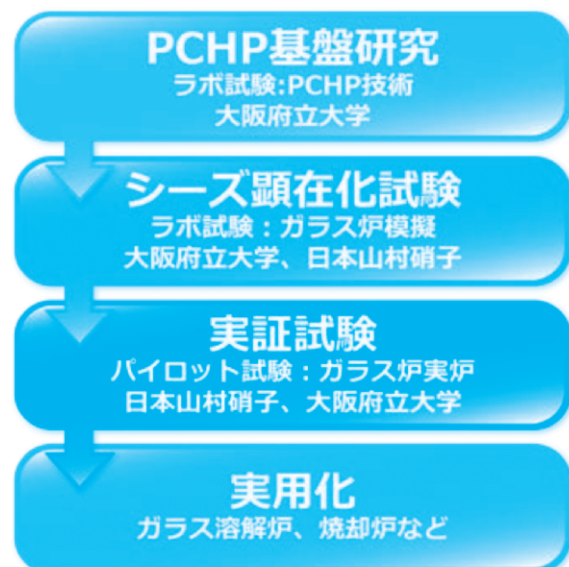 PCHP基盤研究
ラボ試験:PCHP技術
大阪府立大学
シーズ顕在化試験
ラボ試験：ガラス炉模擬
大阪府立大学、日本山村硝子
実証試験
パイロット試験：ガラス炉実炉
日本山村硝子、大阪府立大学
実用化
ガラス溶解炉、焼却炉など